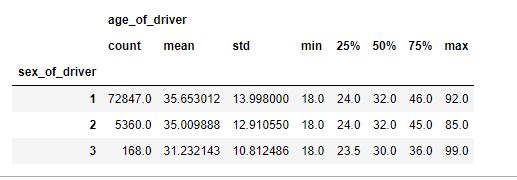 age_of_driver
count mean std min 25% 50% 75% max
sex_of_driver
1 72847.0 35.653012 13.998000 18.0 24.0 32.0 46.0 92.0
2 5360.0 35.009888 12.910550 18.0 24.0 32.0 45.0 85.0
3 168.0 31.232143 10.812486 18.0 23.5 30.0 36.0 99.0